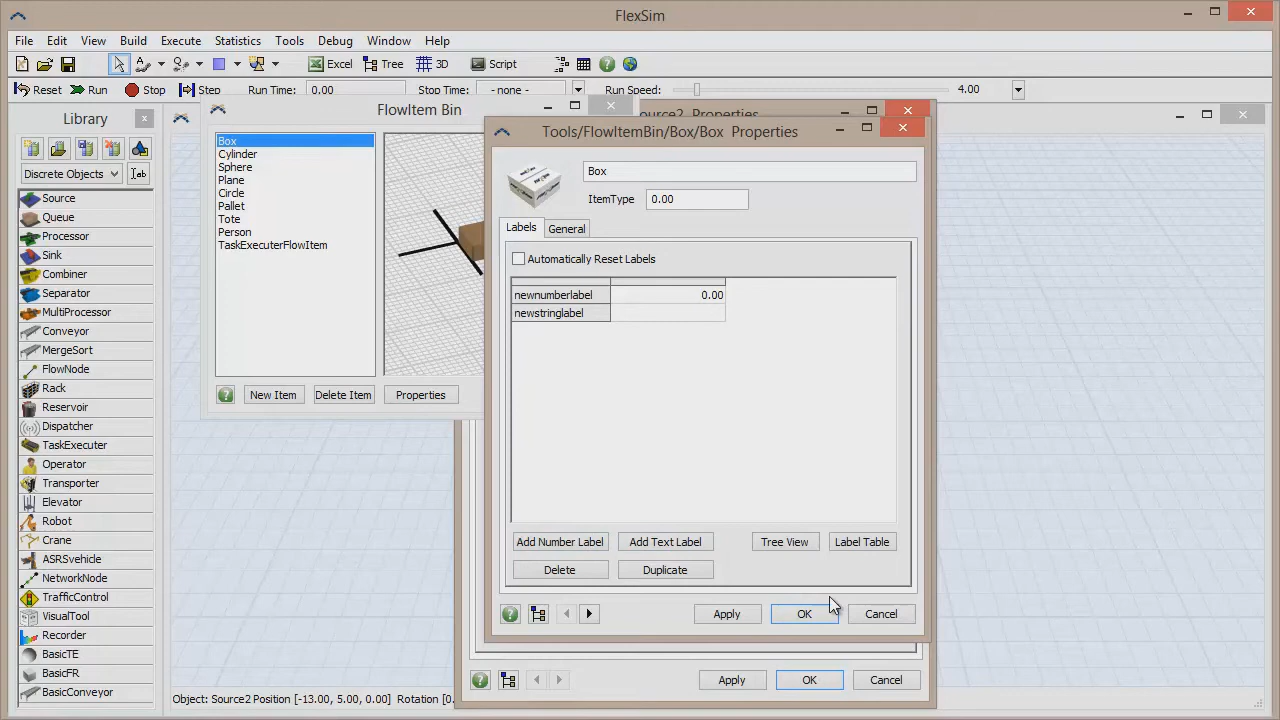 FlexSim
File Edit View Build Execute Statistics Tools Debug Window Help
Excel Tree 3D Script
Reset Run Stop Step Run Time: 0.00 Stop Time: - none - Run Speed: 4.00
Library
Discrete Objects
Source
Queue
Processor
Sink
Combiner
Separator
MultiProcessor
Conveyor
MergeSort
FlowNode
Rack
Reservoir
Dispatcher
TaskExecuter
Operator
Transporter
Elevator
Robot
Crane
ASRSvehicle
NetworkNode
TrafficControl
VisualTool
Recorder
BasicTE
BasicFR
BasicConveyor
FlowItem Bin
Box
Cylinder
Sphere
Plane
Circle
Pallet
Tote
Person
TaskExecuterFlowItem
New Item Delete Item Properties
Source2 Properties
Tools/FlowItemBin/Box/Box Properties
Box
ItemType 0.00
Labels General
Automatically Reset Labels
newnumberlabel 0.00
newstringlabel
Add Number Label Add Text Label Tree View Label Table
Delete Duplicate
Apply OK Cancel
Apply OK Cancel
Object: Source2 Position [-13.00, 5.00, 0.00] Rotation [0.